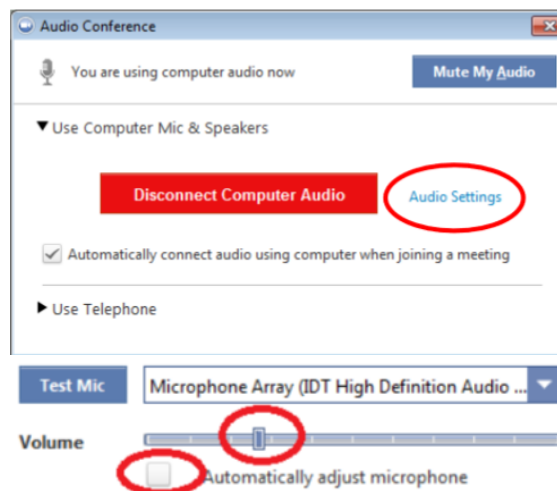 Audio Conference
You are using computer audio now
Mute My Audio
Use Computer Mic & Speakers
Disconnect Computer Audio
Audio Settings
Automatically connect audio using computer when joining a meeting
Use Telephone
Test Mic
Microphone Array (IDT High Definition Audio ...
Volume
Automatically adjust microphone